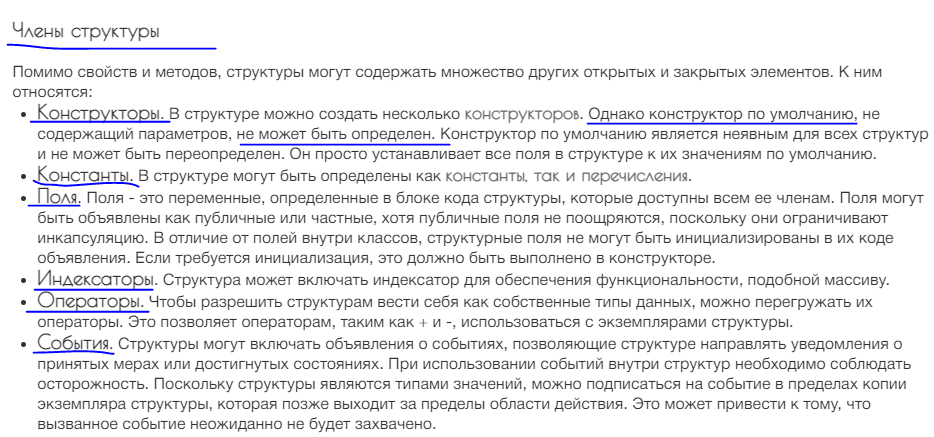 Члены структуры
Помимо свойств и методов, структуры могут содержать множество других открытых и закрытых элементов. К ним
относятся:
• Конструкторы. В структуре можно создать несколько конструкторов. Однако конструктор по умолчанию, не
содержащий параметров, не может быть определен. Конструктор по умолчанию является неявным для всех структур
и не может быть переопределен. Он просто устанавливает все поля в структуре к их значениям по умолчанию.
• Константы. В структуре могут быть определены как константы, так и перечисления.
• Поля. Поля - это переменные, определенные в блоке кода структуры, которые доступны всем ее членам. Поля могут
быть объявлены как публичные или частные, хотя публичные поля не поощряются, поскольку они ограничивают
инкапсуляцию. В отличие от полей внутри классов, структурные поля не могут быть инициализированы в их коде
объявления. Если требуется инициализация, это должно быть выполнено в конструкторе.
• Индексаторы. Структура может включать индексатор для обеспечения функциональности, подобной массиву.
• Операторы. Чтобы разрешить структурам вести себя как собственные типы данных, можно перегружать их
операторы. Это позволяет операторам, таким как + и -, использоваться с экземплярами структуры.
• События. Структуры могут включать объявления о событиях, позволяющие структуре направлять уведомления о
принятых мерах или достигнутых состояниях. При использовании событий внутри структур необходимо соблюдать
осторожность. Поскольку структуры являются типами значений, можно подписаться на событие в пределах копии
экземпляра структуры, которая позже выходит за пределы области действия. Это может привести к тому, что
вызванное событие неожиданно не будет захвачено.